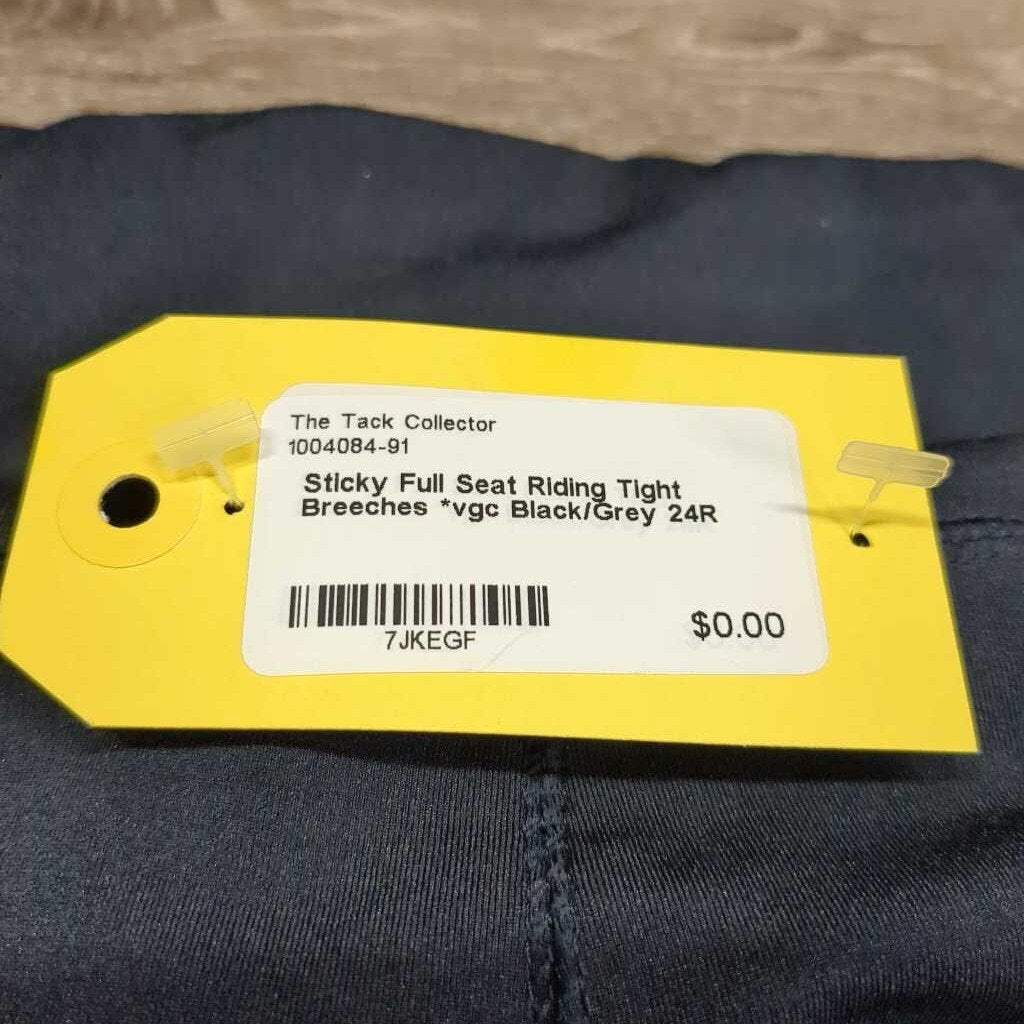 The Tack Collector
1004084-91
Sticky Full Seat Riding Tight
Breeches *vgc Black/Grey 24R
7JKEGF
$0.00